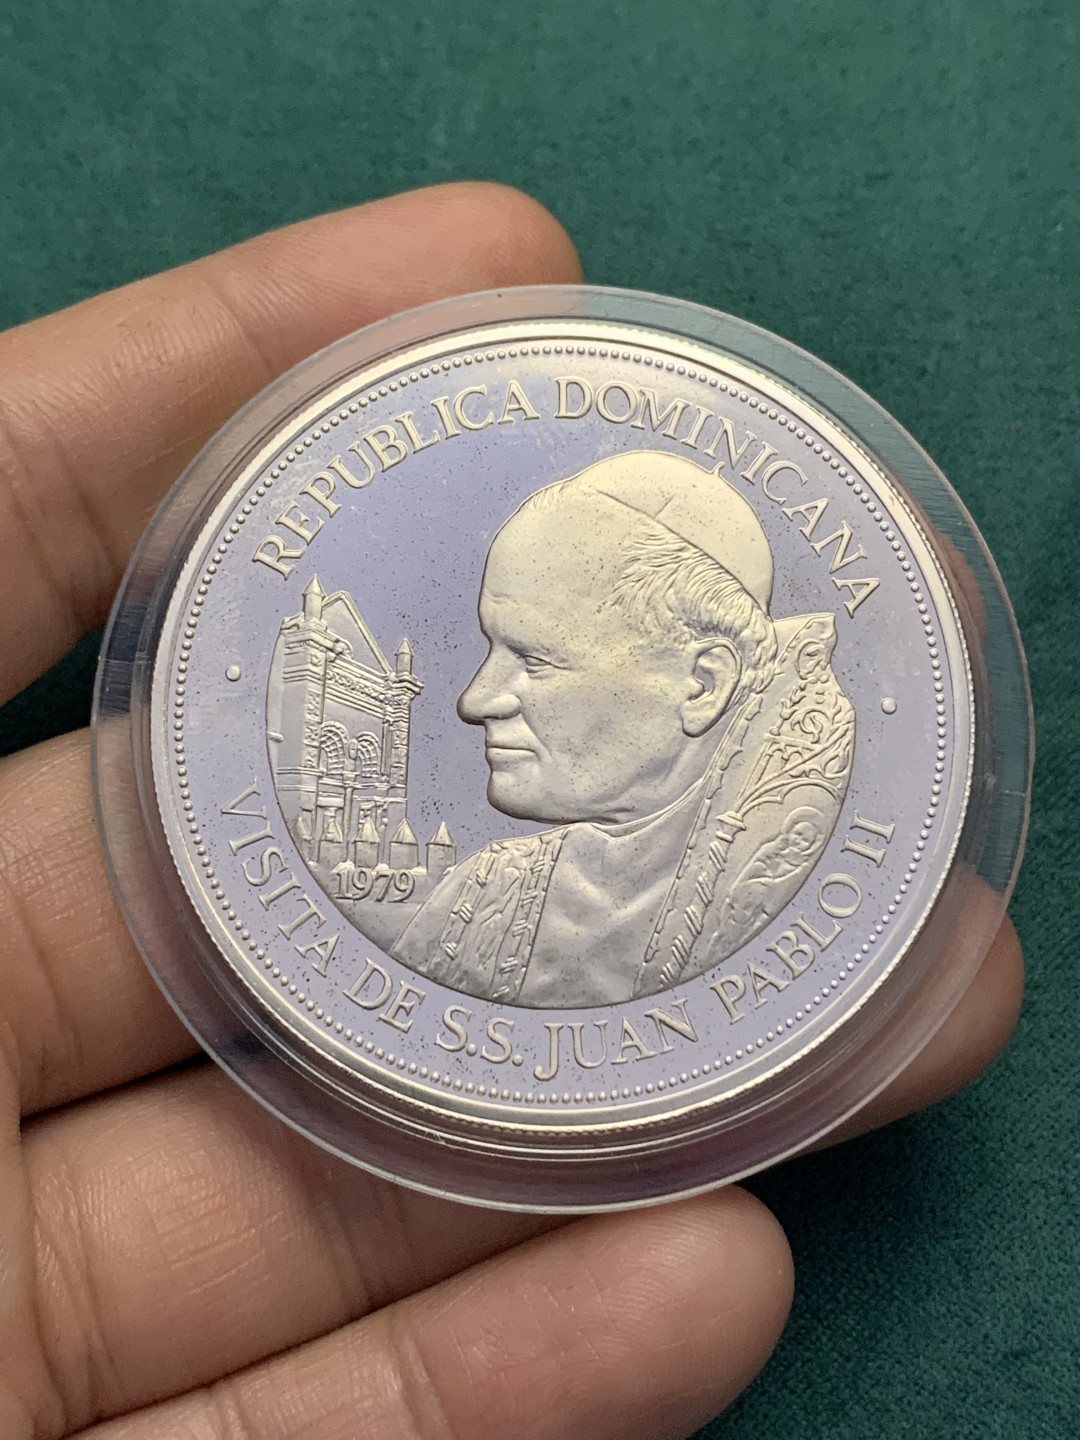 REPUBLICA DOMINICANA
1979
VISITA DE S.S. JUAN PABLO II